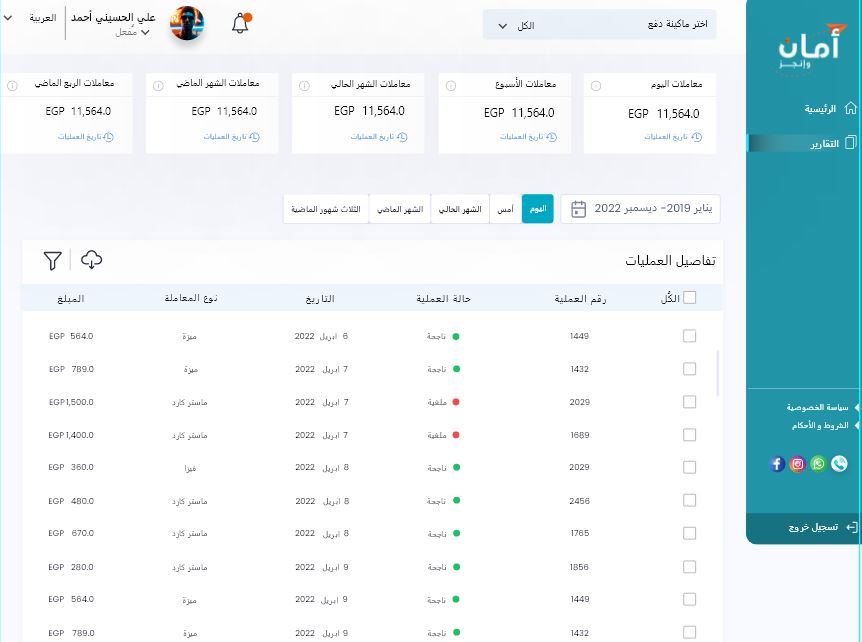 أمان
وإنجز
الرئيسية
التقارير
سياسة الخصوصية
الشروط و الأحكام
تسجيل خروج
اختر ماكينة دفع
الكل
علي الحسيني أحمد
مفعل
العربية
معاملات اليوم
EGP 11,564.0
تاريخ العمليات
معاملات الأسبوع
EGP 11,564.0
تاريخ العمليات
معاملات الشهر الحالي
EGP 11,564.0
تاريخ العمليات
معاملات الشهر الماضي
EGP 11,564.0
تاريخ العمليات
معاملات الربع الماضي
EGP 11,564.0
تاريخ العمليات
يناير 2019- ديسمبر 2022
اليوم
أمس
الشهر الحالي
الشهر الماضي
الثلاث شهور الماضية
تفاصيل العمليات
الكُل رقم العملية حالة العملية التاريخ نوع المعاملة المبلغ
1449 ناجحة 6 ابريل 2022 ميزة EGP 564.0
1432 ناجحة 7 ابريل 2022 ميزة EGP 789.0
2029 ملغية 7 ابريل 2022 ماستر كارد EGP 1,500.0
1689 ملغية 7 ابريل 2022 ماستر كارد EGP 1,400.0
2029 ناجحة 8 ابريل 2022 فيزا EGP 360.0
2456 ناجحة 8 ابريل 2022 ماستر كارد EGP 480.0
1765 ناجحة 8 ابريل 2022 ماستر كارد EGP 670.0
1856 ناجحة 9 ابريل 2022 ماستر كارد EGP 280.0
1449 ناجحة 9 ابريل 2022 ميزة EGP 564.0
1432 ناجحة 9 ابريل 2022 ميزة EGP 789.0